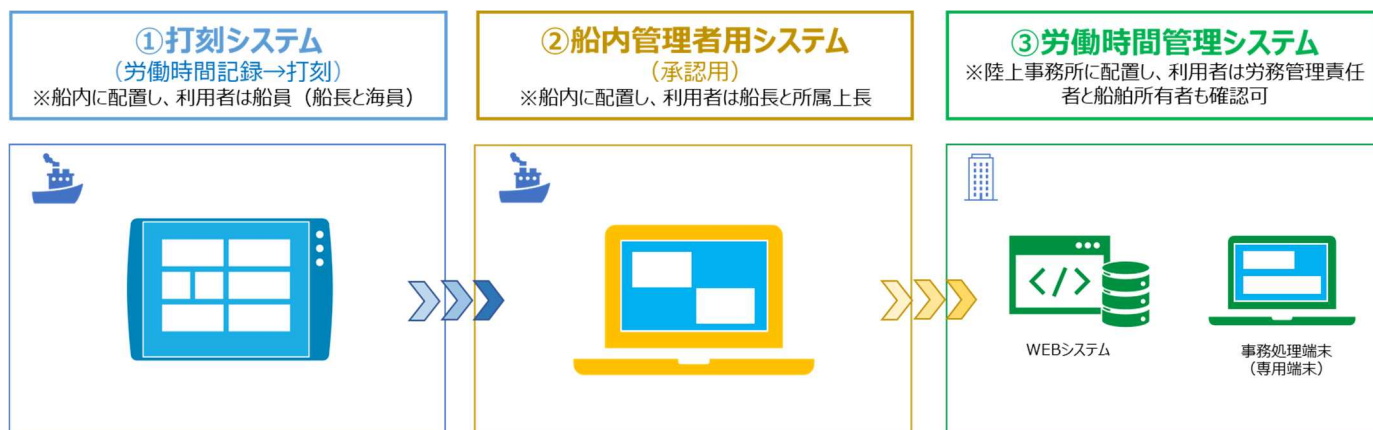 ①打刻システム
(労働時間記録→打刻)
※船内に配置し、利用者は船員（船長と海員）
②船内管理者用システム
(承認用)
※船内に配置し、利用者は船長と所属上長
③労働時間管理システム
※陸上事務所に配置し、利用者は労務管理責任
者と船舶所有者も確認可
</>
WEBシステム
事務処理端末
（専用端末）